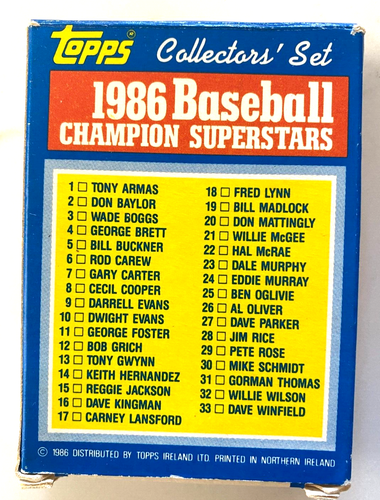 TOPPS Collectors' Set
1986 Baseball
CHAMPION SUPERSTARS
1 □ TONY ARMAS
2 □ DON BAYLOR
3 □ WADE BOGGS
4 □ GEORGE BRETT
5 □ BILL BUCKNER
6 □ ROD CAREW
7 □ GARY CARTER
8 □ CECIL COOPER
9 □ DARRELL EVANS
10 □ DWIGHT EVANS
11 □ GEORGE FOSTER
12 □ BOB GRICH
13 □ TONY GWYNN
14 □ KEITH HERNANDEZ
15 □ REGGIE JACKSON
16 □ DAVE KINGMAN
17 □ CARNEY LANSFORD
18 □ FRED LYNN
19 □ BILL MADLOCK
20 □ DON MATTINGLY
21 □ WILLIE McGEE
22 □ HAL McRAE
23 □ DALE MURPHY
24 □ EDDIE MURRAY
25 □ BEN OGLIVIE
26 □ AL OLIVER
27 □ DAVE PARKER
28 □ JIM RICE
29 □ PETE ROSE
30 □ MIKE SCHMIDT
31 □ GORMAN THOMAS
32 □ WILLIE WILSON
33 □ DAVE WINFIELD
© 1986 DISTRIBUTED BY TOPPS IRELAND LTD. PRINTED IN NORTHERN IRELAND